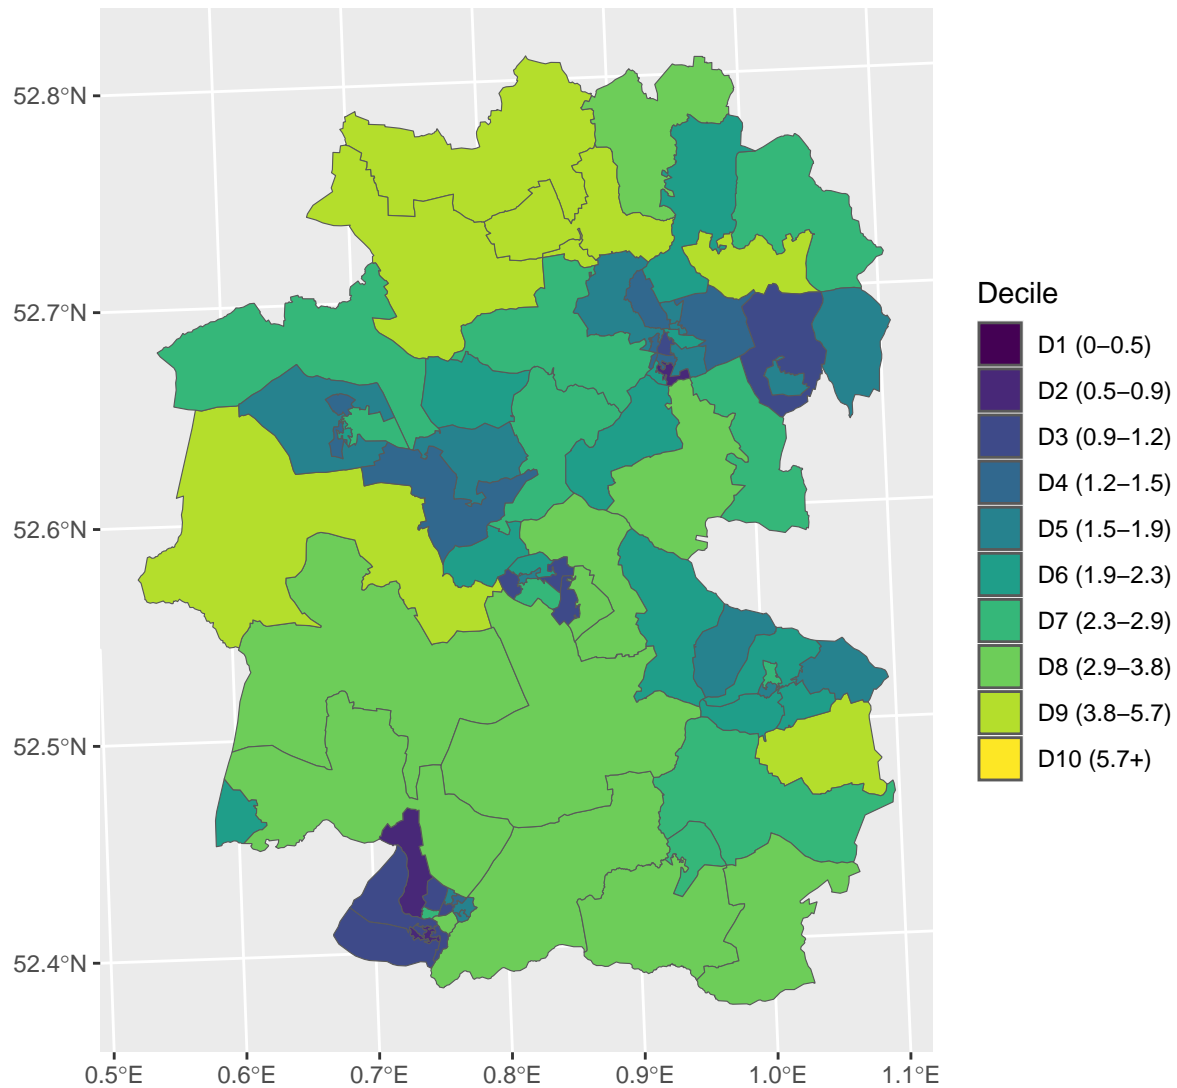 52.8°N
52.7°N
52.6°N
52.5°N
52.4°N
0.5°E
0.6°E
0.7°E
0.8°E
0.9°E
1.0°E
1.1°E
Decile
D1 (0−0.5)
D2 (0.5−0.9)
D3 (0.9−1.2)
D4 (1.2−1.5)
D5 (1.5−1.9)
D6 (1.9−2.3)
D7 (2.3−2.9)
D8 (2.9−3.8)
D9 (3.8−5.7)
D10 (5.7+)